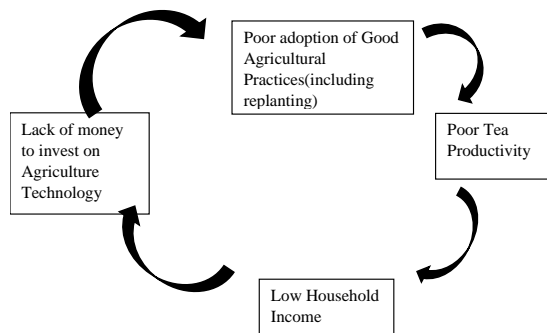 Poor adoption of Good
Agricultural
Practices(including
replanting)
Lack of money
to invest on
Agriculture
Technology
Poor Tea
Productivity
Low Household
Income